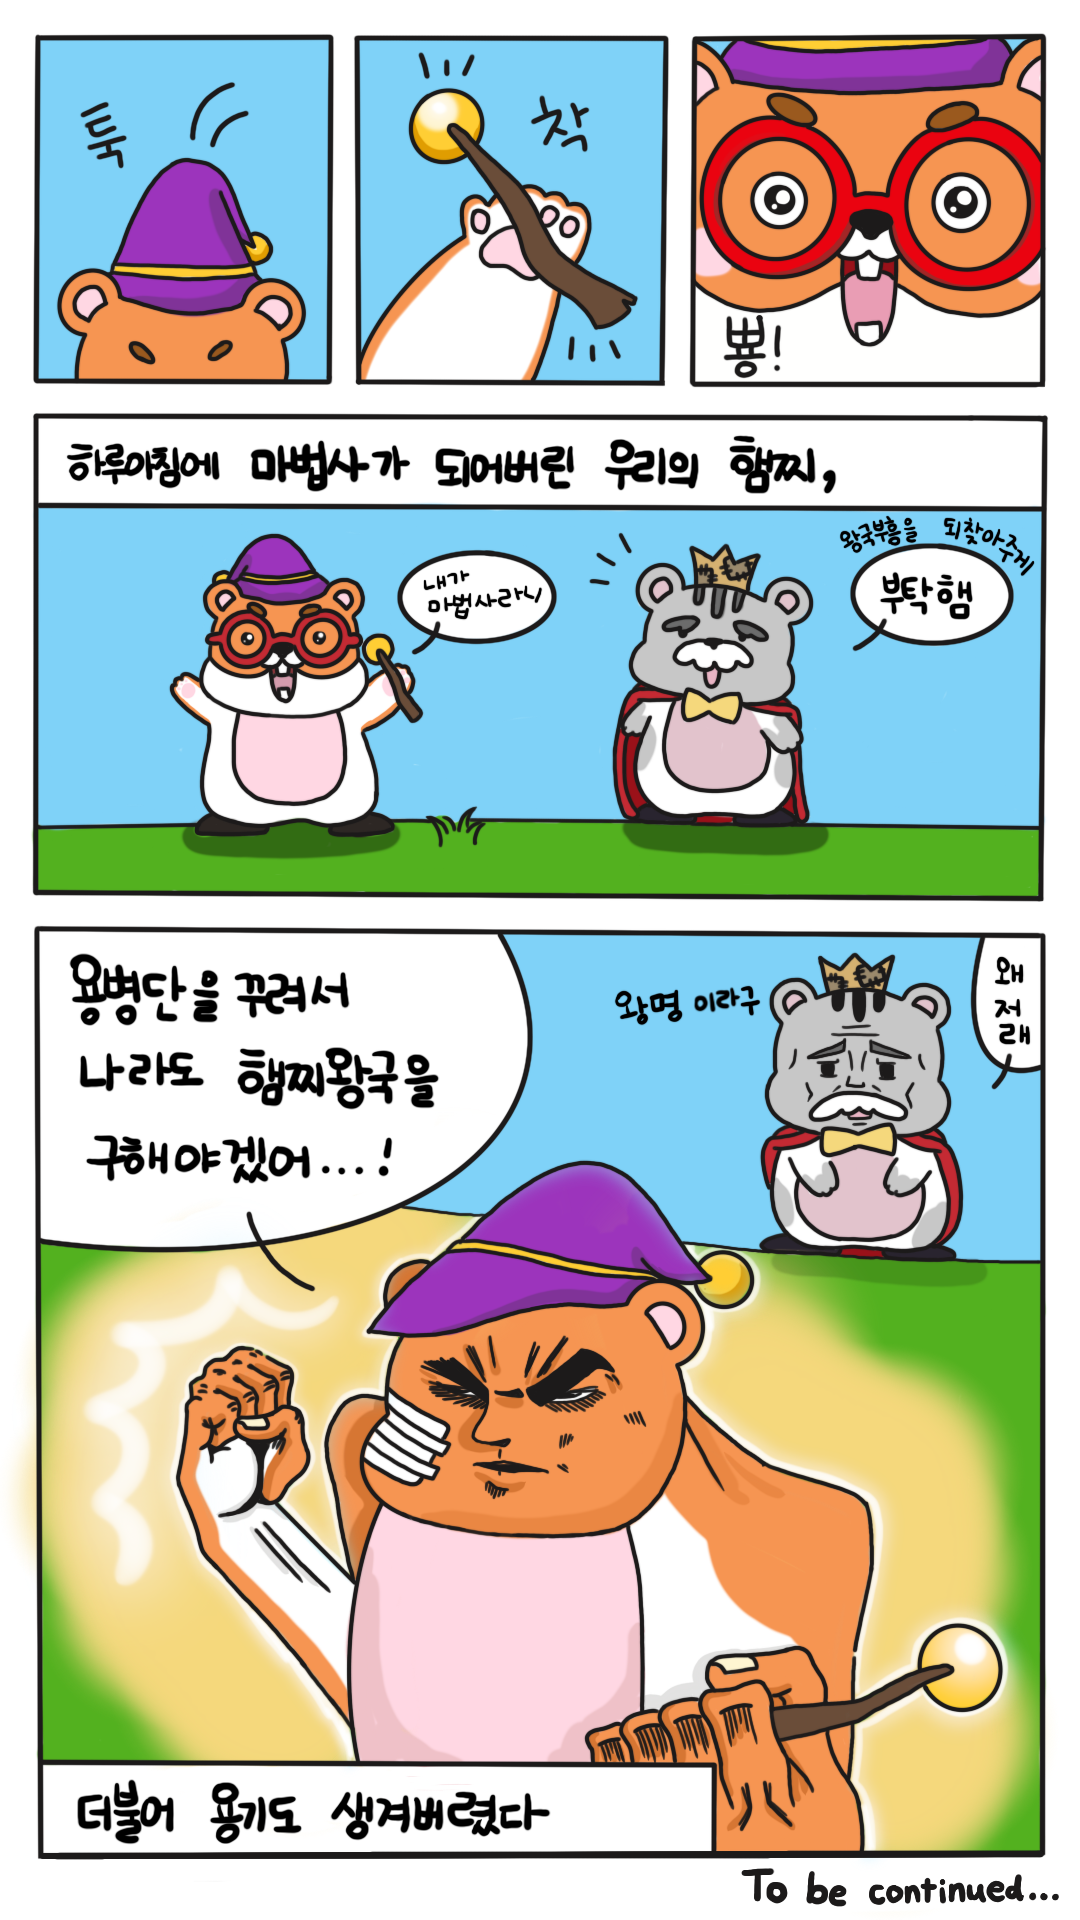 툭
착
뿅!
하루아침에 마법사가 되어버린 우리의 햄찌,
내가
마법사라니
왕국부흥을 되찾아주게
부탁햄
용병단을 꾸려서
나라도 햄찌왕국을
구해야겠어...!
왕명 이라구
왜
저래
더불어 용기도 생겨버렸다
To be continued...